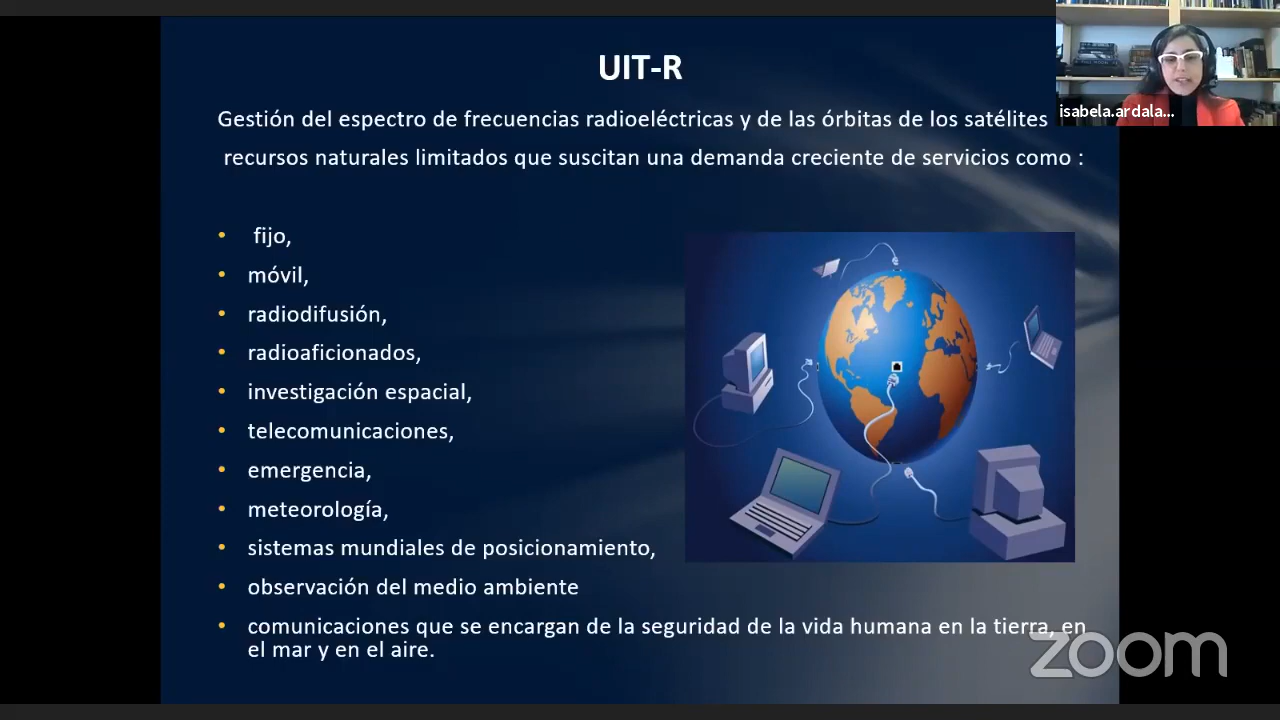 UIT-R
Gestión del espectro de frecuencias radioeléctricas y de las órbitas de los satélites
recursos naturales limitados que suscitan una demanda creciente de servicios como :
• fijo,
• móvil,
• radiodifusión,
• radioaficionados,
• investigación espacial,
• telecomunicaciones,
• emergencia,
• meteorología,
• sistemas mundiales de posicionamiento,
• observación del medio ambiente
• comunicaciones que se encargan de la seguridad de la vida humana en la tierra, en
el mar y en el aire.
isabela.ardala...
zoom